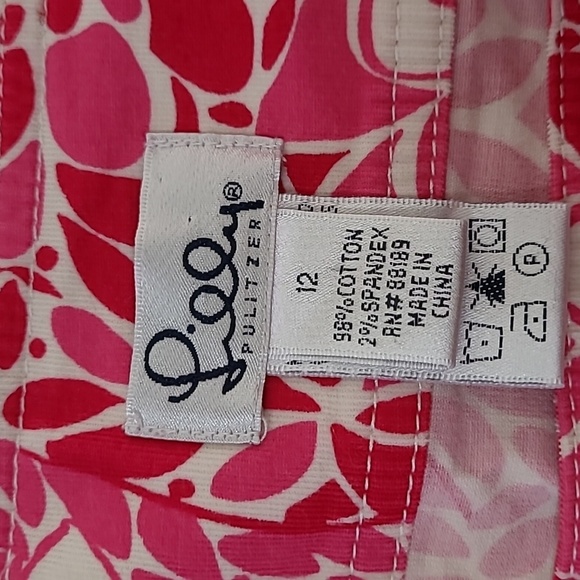 Lilly®
PULITZER
12
98% COTTON
2% SPANDEX
RN# 88189
MADE IN
CHINA
P